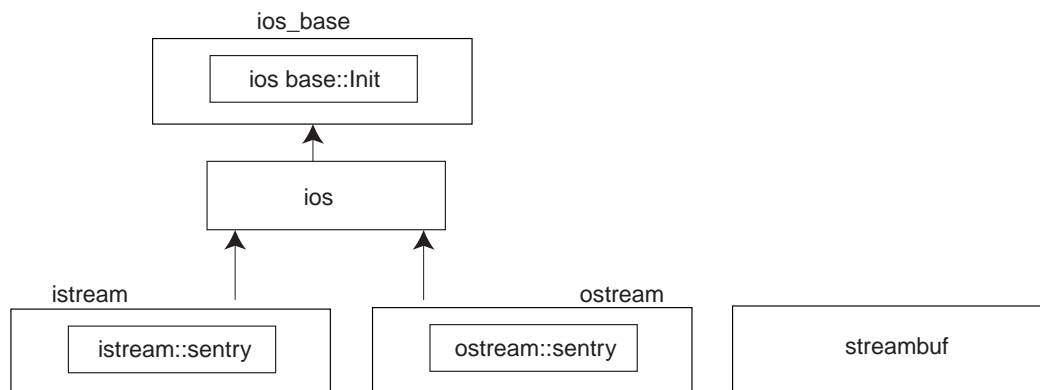 ios_base
ios base::Init
ios
istream
ostream
istream::sentry
ostream::sentry
streambuf